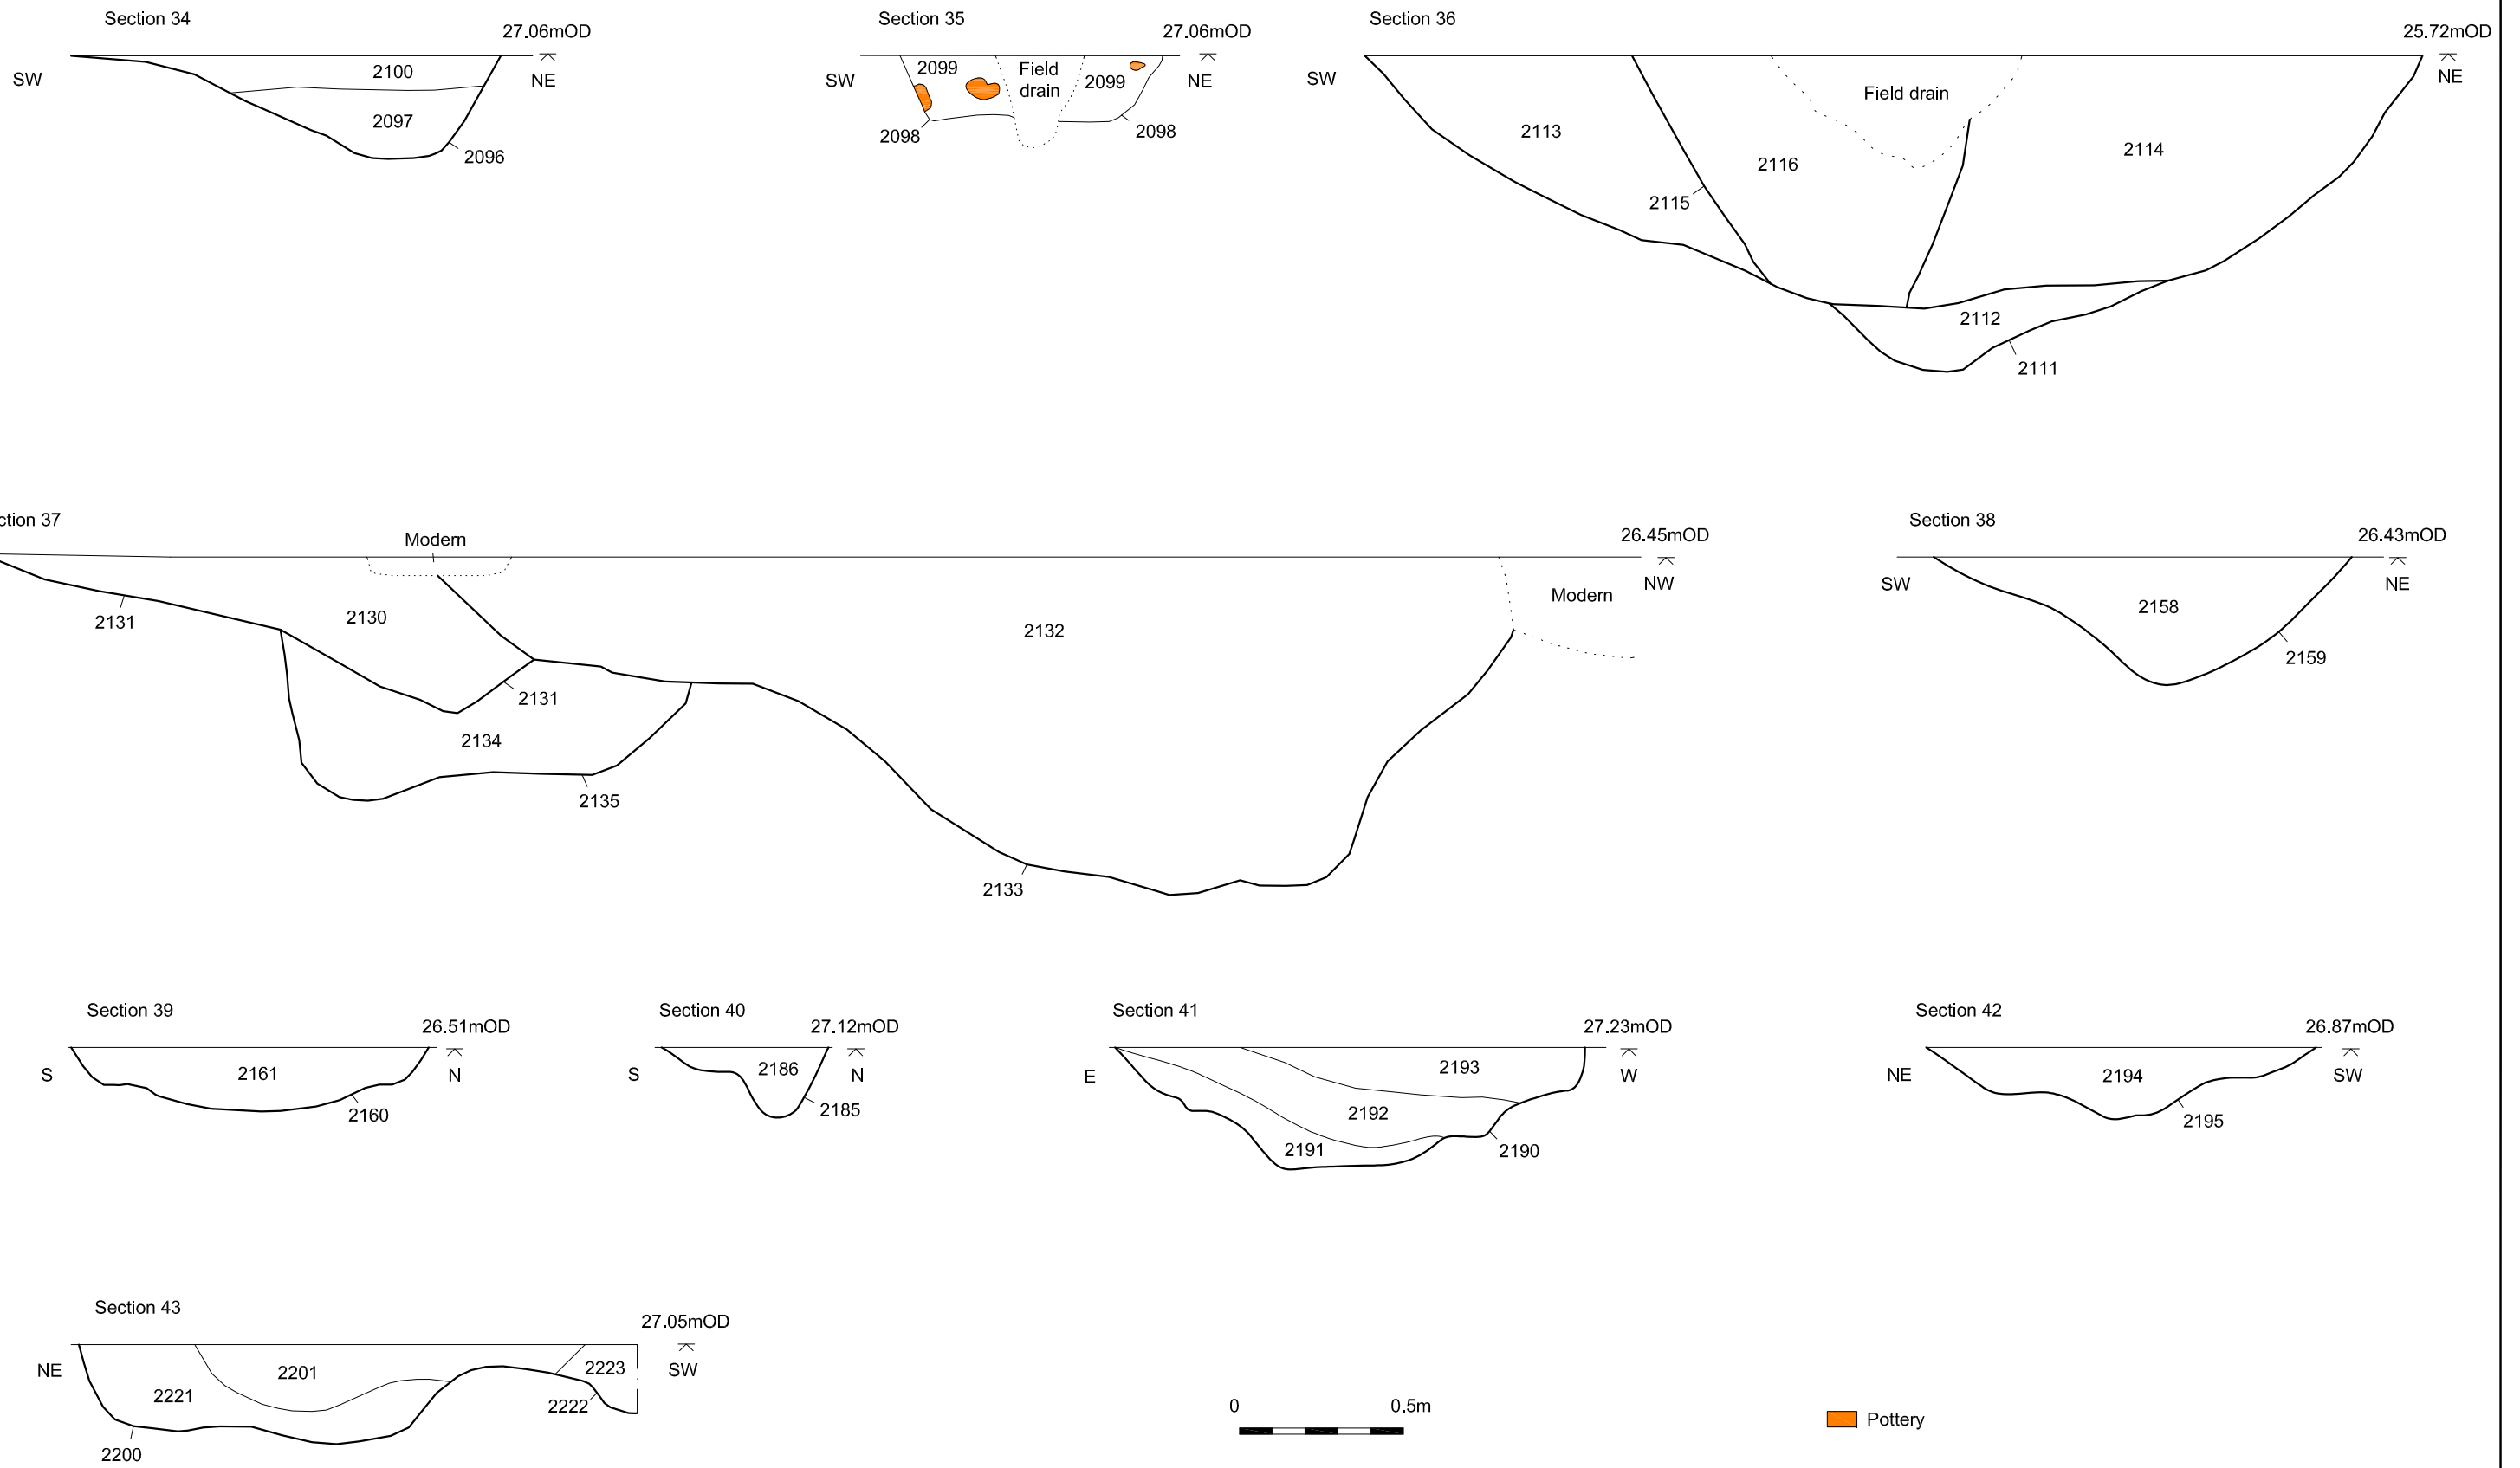 Section 34
27.06mOD
SW
NE
2100
2097
2096
Section 35
27.06mOD
SW
NE
2099
Field
drain
2099
2098
2098
Section 36
25.72mOD
SW
NE
Field drain
2113
2116
2114
2115
2112
2111
ction 37
Modern
26.45mOD
NW
Modern
2131
2130
2132
2131
2134
2135
2133
Section 38
26.43mOD
SW
NE
2158
2159
Section 39
26.51mOD
S
N
2161
2160
Section 40
27.12mOD
S
N
2186
2185
Section 41
27.23mOD
E
W
2193
2192
2191
2190
Section 42
26.87mOD
NE
SW
2194
2195
Section 43
27.05mOD
NE
SW
2201
2223
2221
2222
2200
0
0.5m
Pottery